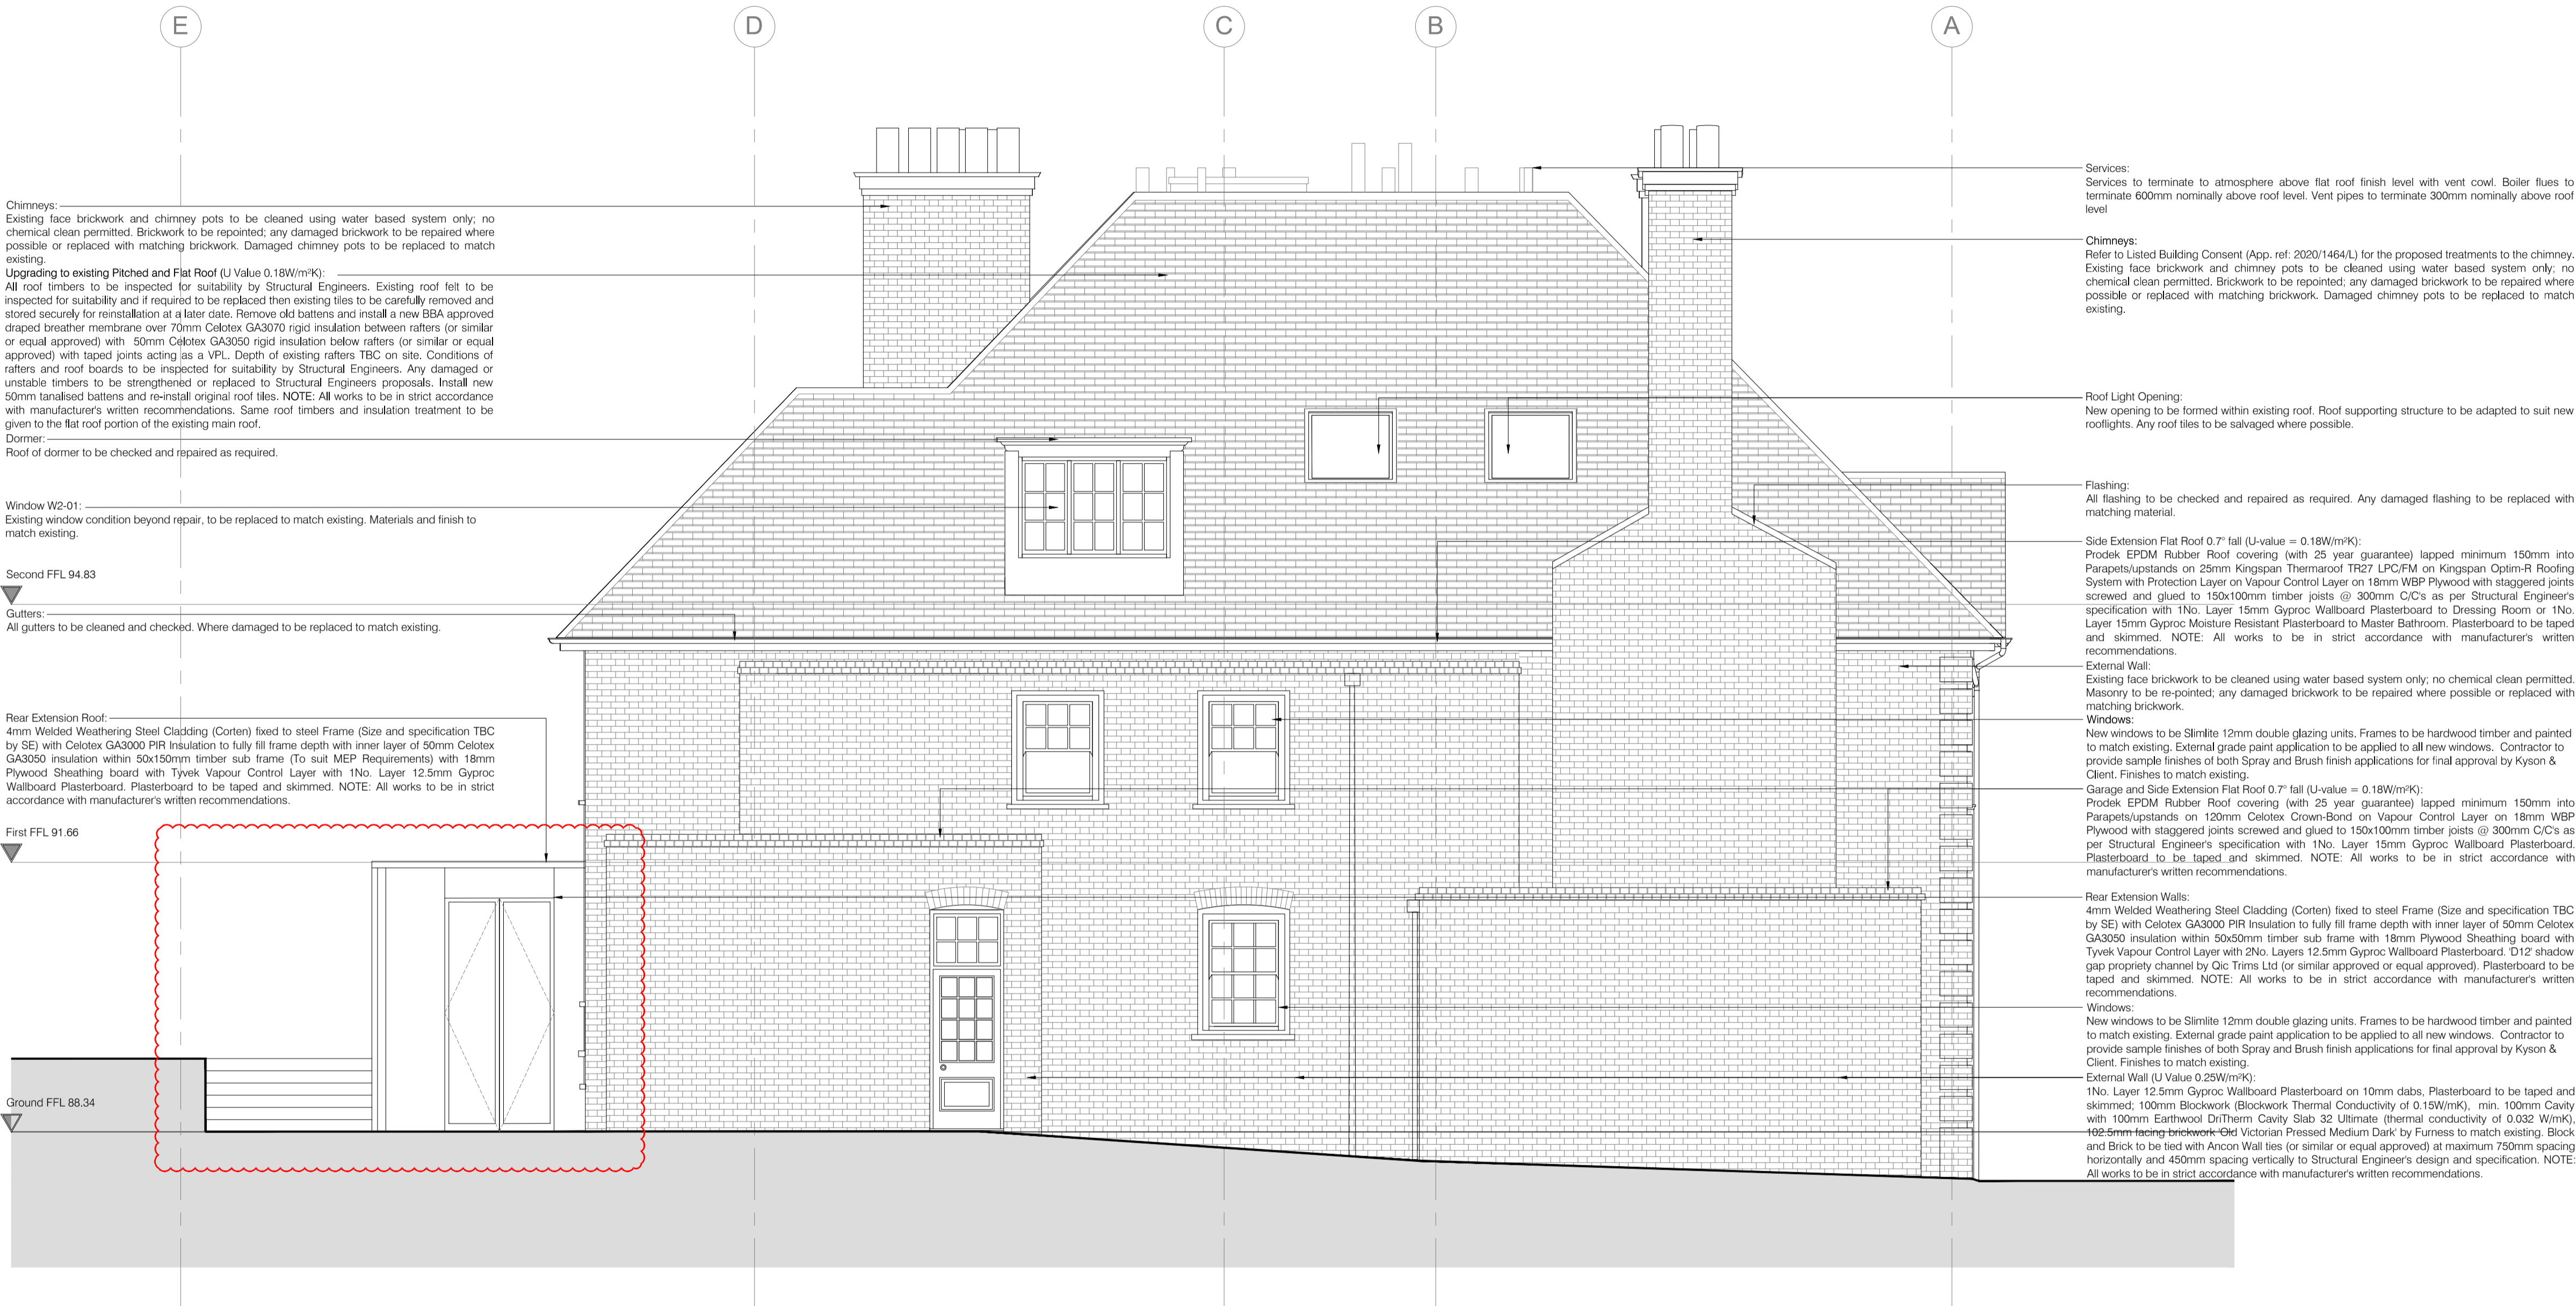 E
D
C
B
A
Chimneys:
Existing face brickwork and chimney pots to be cleaned using water based system only; no
chemical clean permitted. Brickwork to be repointed; any damaged brickwork to be repaired where
possible or replaced with matching brickwork. Damaged chimney pots to be replaced to match
existing.
Upgrading to existing Pitched and Flat Roof (U Value 0.18W/m²K):
All roof timbers to be inspected for suitability by Structural Engineers. Existing roof felt to be
inspected for suitability and if required to be replaced then existing tiles to be carefully removed and
stored securely for reinstallation at a later date. Remove old battens and install a new BBA approved
draped breather membrane over 70mm Celotex GA3070 rigid insulation between rafters (or similar
or equal approved) with 50mm Celotex GA3050 rigid insulation below rafters (or similar or equal
approved) with taped joints acting as a VPL. Depth of existing rafters TBC on site. Conditions of
rafters and roof boards to be inspected for suitability by Structural Engineers. Any damaged or
unstable timbers to be strengthened or replaced to Structural Engineers proposals. Install new
50mm tanalised battens and re-install original roof tiles. NOTE: All works to be in strict accordance
with manufacturer's written recommendations. Same roof timbers and insulation treatment to be
given to the flat roof portion of the existing main roof.
Dormer:
Roof of dormer to be checked and repaired as required.
Window W2-01:
Existing window condition beyond repair, to be replaced to match existing. Materials and finish to
match existing.
Second FFL 94.83
Gutters:
All gutters to be cleaned and checked. Where damaged to be replaced to match existing.
Rear Extension Roof:
4mm Welded Weathering Steel Cladding (Corten) fixed to steel Frame (Size and specification TBC
by SE) with Celotex GA3000 PIR Insulation to fully fill frame depth with inner layer of 50mm Celotex
GA3050 insulation within 50x150mm timber sub frame (To suit MEP Requirements) with 18mm
Plywood Sheathing board with Tyvek Vapour Control Layer with 1No. Layer 12.5mm Gyproc
Wallboard Plasterboard. Plasterboard to be taped and skimmed. NOTE: All works to be in strict
accordance with manufacturer's written recommendations.
First FFL 91.66
Ground FFL 88.34
Services:
Services to terminate to atmosphere above flat roof finish level with vent cowl. Boiler flues to
terminate 600mm nominally above roof level. Vent pipes to terminate 300mm nominally above roof
level
Chimneys:
Refer to Listed Building Consent (App. ref: 2020/1464/L) for the proposed treatments to the chimney.
Existing face brickwork and chimney pots to be cleaned using water based system only; no
chemical clean permitted. Brickwork to be repointed; any damaged brickwork to be repaired where
possible or replaced with matching brickwork. Damaged chimney pots to be replaced to match
existing.
Roof Light Opening:
New opening to be formed within existing roof. Roof supporting structure to be adapted to suit new
rooflights. Any roof tiles to be salvaged where possible.
Flashing:
All flashing to be checked and repaired as required. Any damaged flashing to be replaced with
matching material.
Side Extension Flat Roof 0.7° fall (U-value = 0.18W/m²K):
Prodek EPDM Rubber Roof covering (with 25 year guarantee) lapped minimum 150mm into
Parapets/upstands on 25mm Kingspan Thermaroof TR27 LPC/FM on Kingspan Optim-R Roofing
System with Protection Layer on Vapour Control Layer on 18mm WBP Plywood with staggered joints
screwed and glued to 150x100mm timber joists @ 300mm C/C's as per Structural Engineer's
specification with 1No. Layer 15mm Gyproc Wallboard Plasterboard to Dressing Room or 1No.
Layer 15mm Gyproc Moisture Resistant Plasterboard to Master Bathroom. Plasterboard to be taped
and skimmed. NOTE: All works to be in strict accordance with manufacturer's written
recommendations.
External Wall:
Existing face brickwork to be cleaned using water based system only; no chemical clean permitted.
Masonry to be re-pointed; any damaged brickwork to be repaired where possible or replaced with
matching brickwork.
Windows:
New windows to be Slimlite 12mm double glazing units. Frames to be hardwood timber and painted
to match existing. External grade paint application to be applied to all new windows. Contractor to
provide sample finishes of both Spray and Brush finish applications for final approval by Kyson &
Client. Finishes to match existing.
Garage and Side Extension Flat Roof 0.7° fall (U-value = 0.18W/m²K):
Prodek EPDM Rubber Roof covering (with 25 year guarantee) lapped minimum 150mm into
Parapets/upstands on 120mm Celotex Crown-Bond on Vapour Control Layer on 18mm WBP
Plywood with staggered joints screwed and glued to 150x100mm timber joists @ 300mm C/C's as
per Structural Engineer's specification with 1No. Layer 15mm Gyproc Wallboard Plasterboard.
Plasterboard to be taped and skimmed. NOTE: All works to be in strict accordance with
manufacturer's written recommendations.
Rear Extension Walls:
4mm Welded Weathering Steel Cladding (Corten) fixed to steel Frame (Size and specification TBC
by SE) with Celotex GA3000 PIR Insulation to fully fill frame depth with inner layer of 50mm Celotex
GA3050 insulation within 50x50mm timber sub frame with 18mm Plywood Sheathing board with
Tyvek Vapour Control Layer with 2No. Layers 12.5mm Gyproc Wallboard Plasterboard. 'D12' shadow
gap propriety channel by Qic Trims Ltd (or similar approved or equal approved). Plasterboard to be
taped and skimmed. NOTE: All works to be in strict accordance with manufacturer's written
recommendations.
Windows:
New windows to be Slimlite 12mm double glazing units. Frames to be hardwood timber and painted
to match existing. External grade paint application to be applied to all new windows. Contractor to
provide sample finishes of both Spray and Brush finish applications for final approval by Kyson &
Client. Finishes to match existing.
External Wall (U Value 0.25W/m²K):
1No. Layer 12.5mm Gyproc Wallboard Plasterboard on 10mm dabs, Plasterboard to be taped and
skimmed; 100mm Blockwork (Blockwork Thermal Conductivity of 0.15W/mK), min. 100mm Cavity
with 100mm Earthwool DriTherm Cavity Slab 32 Ultimate (thermal conductivity of 0.032 W/mK),
102.5mm facing brickwork 'Old Victorian Pressed Medium Dark' by Furness to match existing. Block
and Brick to be tied with Ancon Wall ties (or similar or equal approved) at maximum 750mm spacing
horizontally and 450mm spacing vertically to Structural Engineer's design and specification. NOTE:
All works to be in strict accordance with manufacturer's written recommendations.